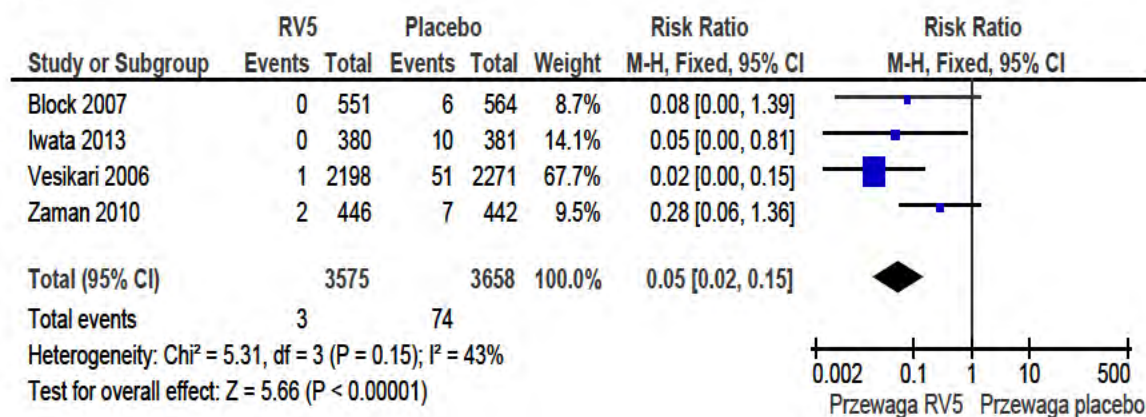 RV5 Placebo Risk Ratio Risk Ratio
Study or Subgroup Events Total Events Total Weight M-H, Fixed, 95% CI M-H, Fixed, 95% CI
Block 2007 0 551 6 564 8.7% 0.08 [0.00, 1.39]
Iwata 2013 0 380 10 381 14.1% 0.05 [0.00, 0.81]
Vesikari 2006 1 2198 51 2271 67.7% 0.02 [0.00, 0.15]
Zaman 2010 2 446 7 442 9.5% 0.28 [0.06, 1.36]
Total (95% CI) 3575 3658 100.0% 0.05 [0.02, 0.15]
Total events 3 74
Heterogeneity: Chi² = 5.31, df = 3 (P = 0.15); I² = 43%
Test for overall effect: Z = 5.66 (P < 0.00001)
0.002 0.1 1 10 500
Przewaga RV5 Przewaga placebo